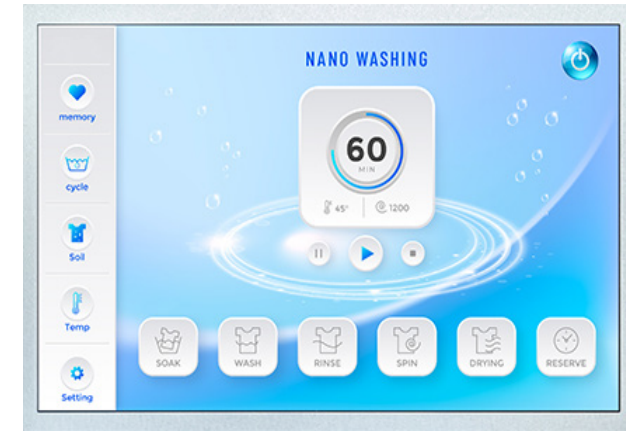 NANO WASHING
memory
cycle
Soil
Temp
Setting
60
MIN
45° 1200
SOAK WASH RINSE SPIN DRYING RESERVE